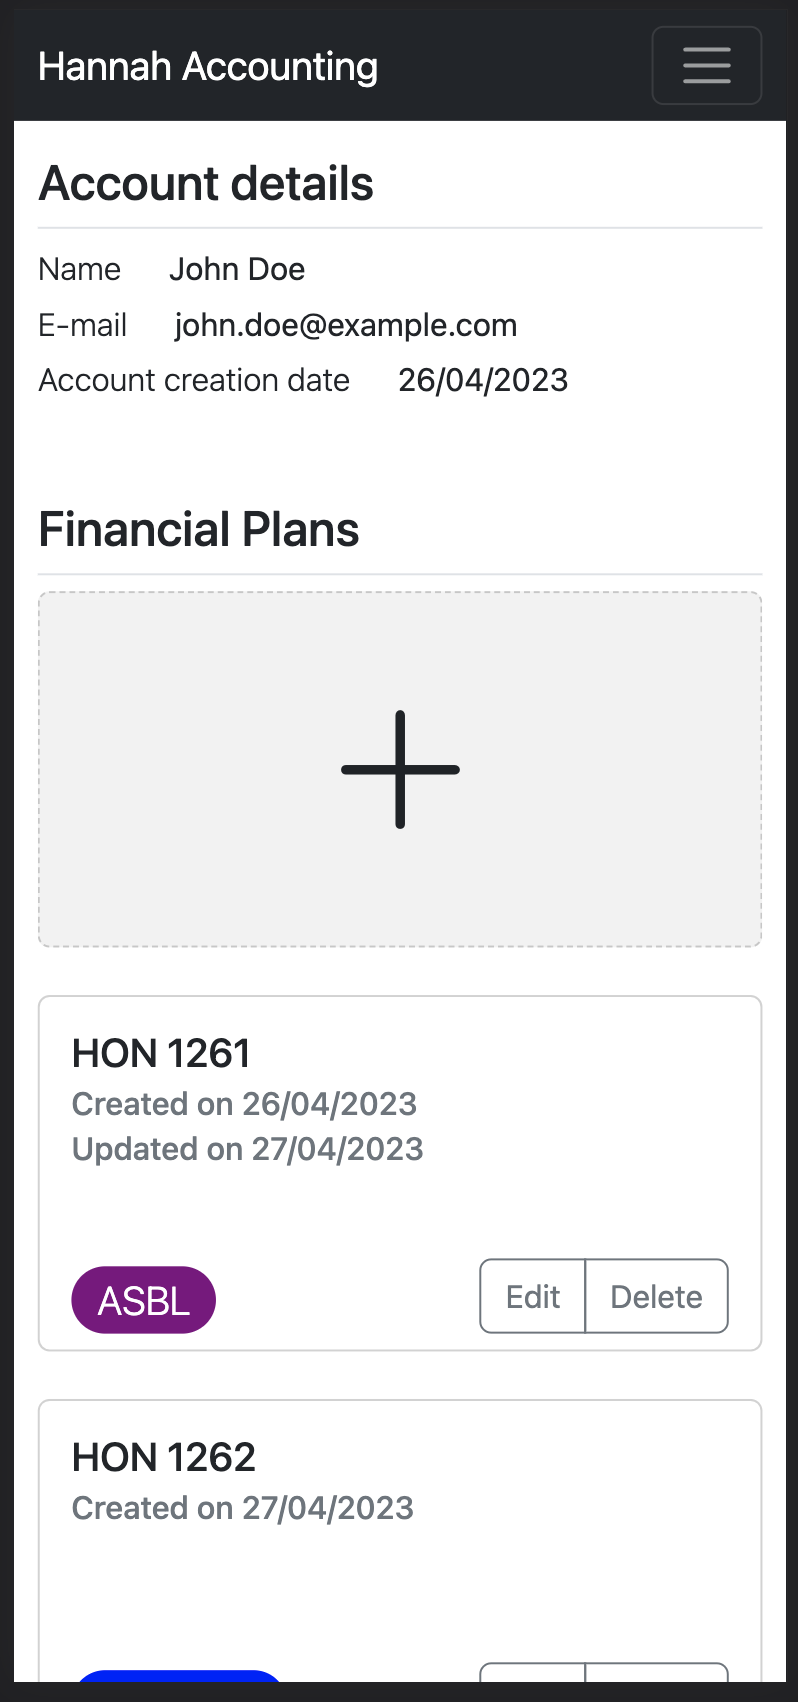 Hannah Accounting
Account details
Name John Doe
E-mail john.doe@example.com
Account creation date 26/04/2023
Financial Plans
HON 1261
Created on 26/04/2023
Updated on 27/04/2023
ASBL Edit Delete
HON 1262
Created on 27/04/2023